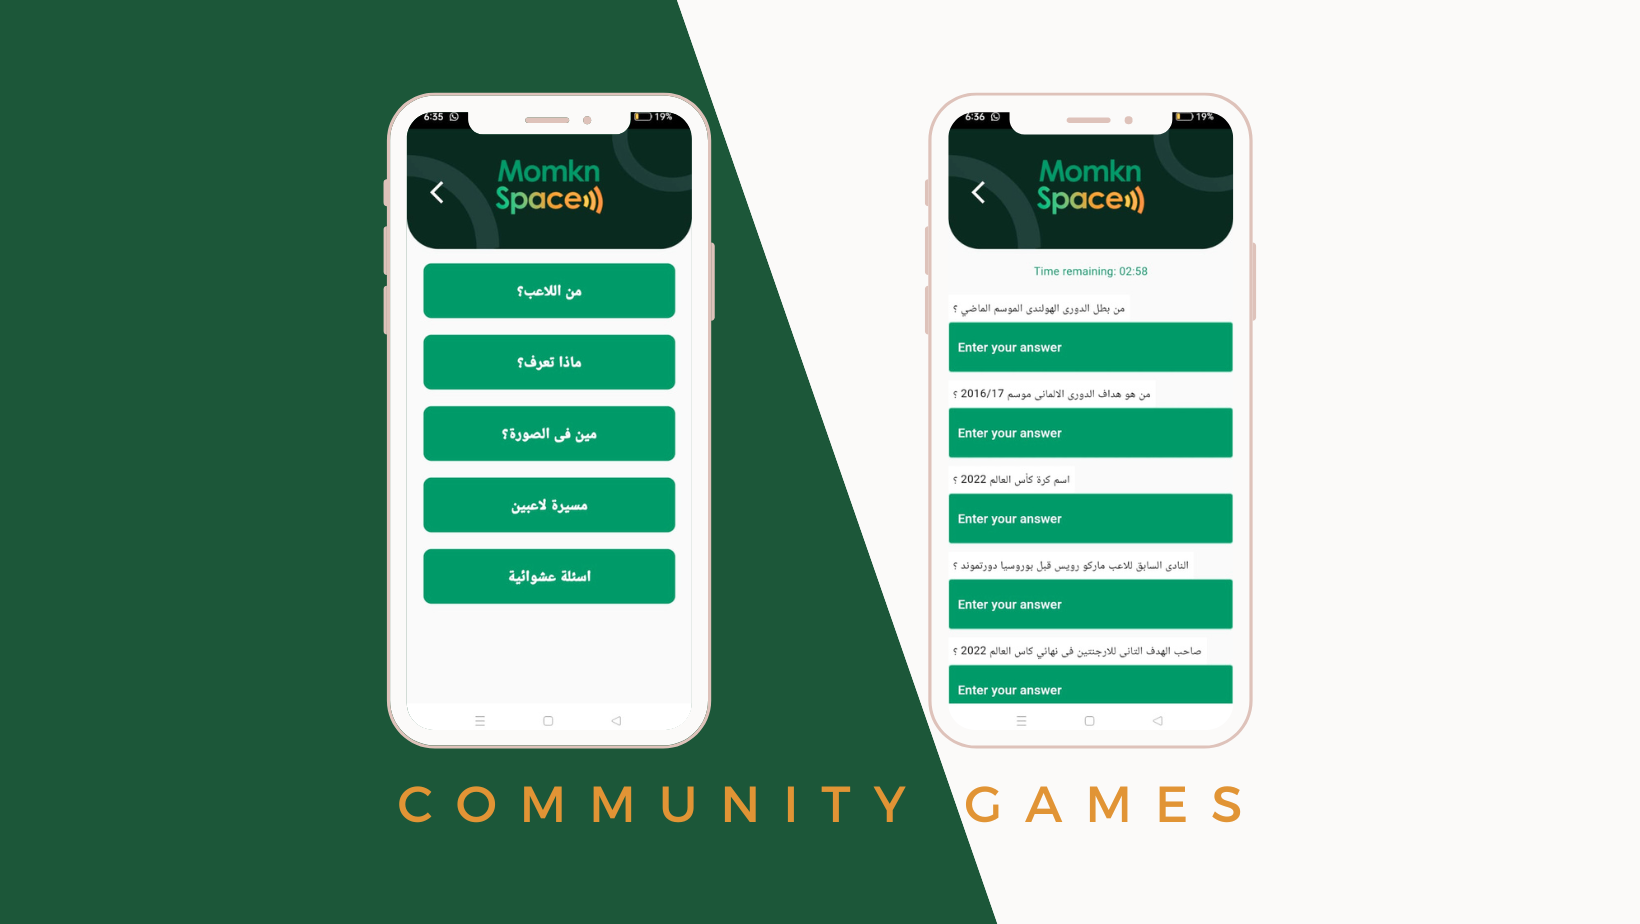 6:35
19%
Momkn
Space
من اللاعب؟
ماذا تعرف؟
مين فى الصورة؟
مسيرة لاعبين
اسئلة عشوائية
6:36
19%
Momkn
Space
Time remaining: 02:58
من بطل الدورى الهولندى الموسم الماضي ؟
Enter your answer
من هو هداف الدورى الالمانى موسم 2016/17 ؟
Enter your answer
اسم كرة كأس العالم 2022 ؟
Enter your answer
النادى السابق للاعب ماركو رويس قبل بوروسيا دورتموند ؟
Enter your answer
صاحب الهدف التانى للارجنتين فى نهائي كاس العالم 2022 ؟
Enter your answer
COMMUNITY GAMES